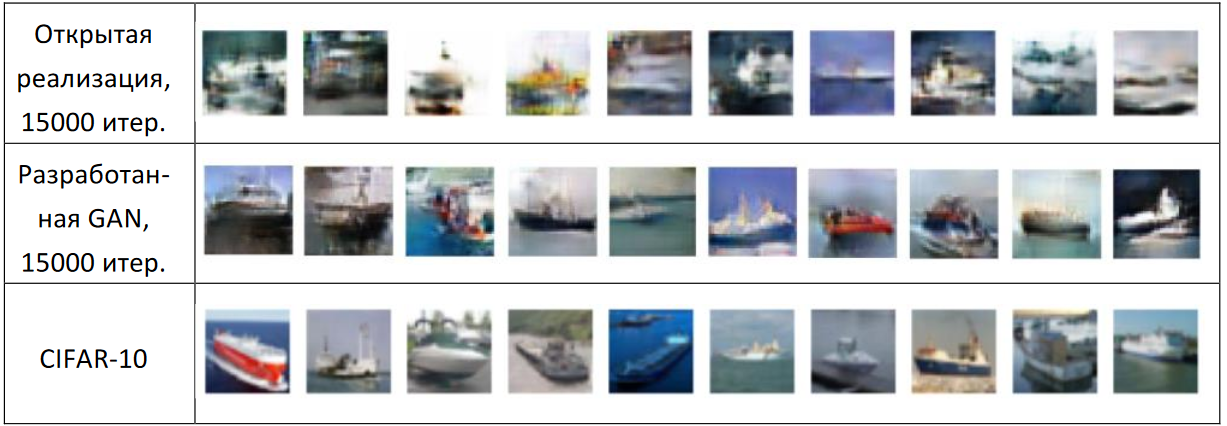 Открытая
реализация,
15000 итер.
Разработан-
ная GAN,
15000 итер.
CIFAR-10